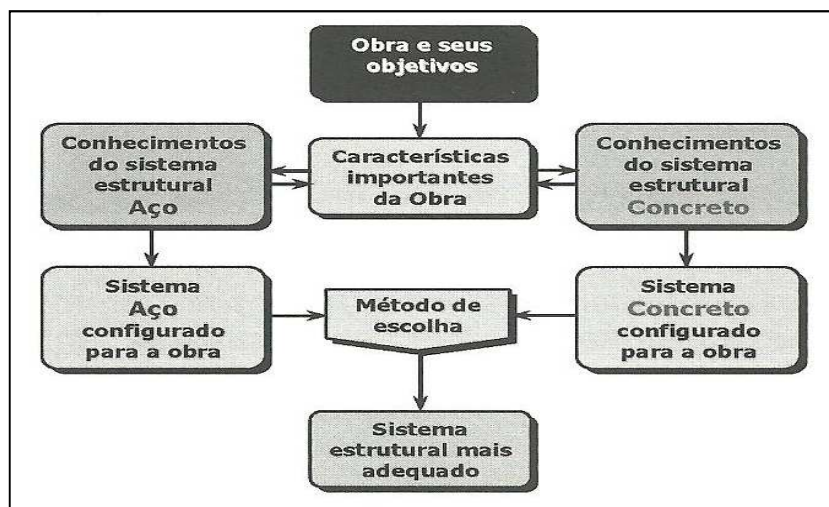 Obra e seus
objetivos
Conhecimentos
do sistema
estrutural
Aço
Características
importantes
da Obra
Conhecimentos
do sistema
estrutural
Concreto
Sistema
Aço
configurado
para a obra
Método de
escolha
Sistema
Concreto
configurado
para a obra
Sistema
estrutural mais
adequado